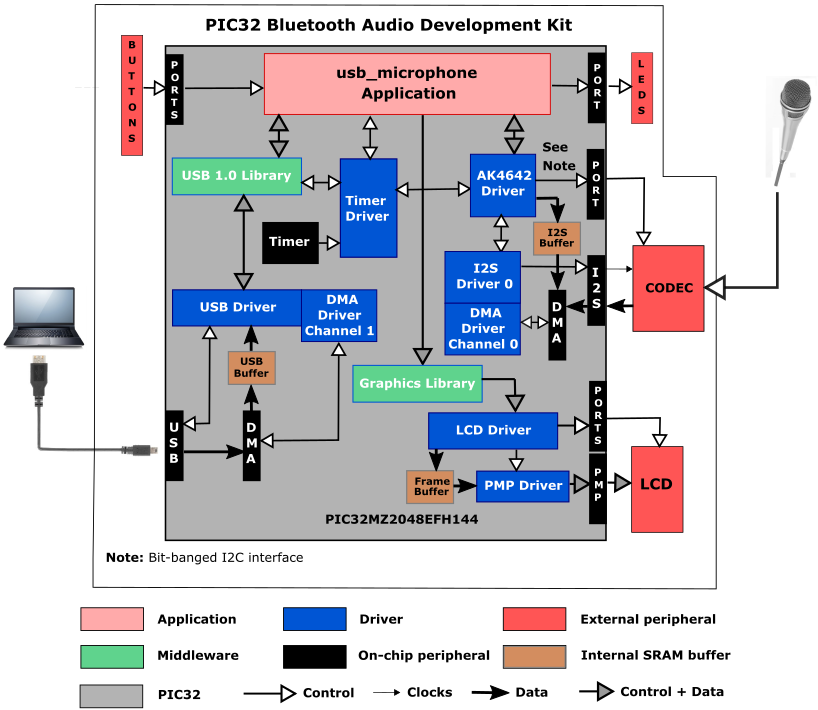 PIC32 Bluetooth Audio Development Kit
BUTTONS
PORTS
usb_microphone
Application
PORT
LEDS
USB 1.0 Library
Timer
Driver
AK4642
Driver
See
Note
PORT
Timer
I2S
Buffer
I2S
Driver 0
DMA
Driver
Channel 0
DMA
I2S
CODEC
USB Driver
DMA
Driver
Channel 1
USB
Buffer
Graphics Library
USB
DMA
LCD Driver
PORTS
Frame
Buffer
PMP Driver
PMP
LCD
PIC32MZ2048EFH144
Note: Bit-banged I2C interface
Application
Driver
External peripheral
Middleware
On-chip peripheral
Internal SRAM buffer
PIC32
Control
Clocks
Data
Control + Data